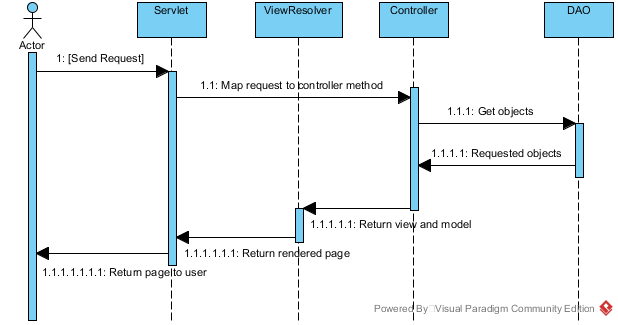 Servlet
ViewResolver
Controller
DAO
Actor
1: [Send Request]
1.1: Map request to controller method
1.1.1: Get objects
1.1.1.1: Requested objects
1.1.1.1.1: Return view and model
1.1.1.1.1.1: Return rendered page
1.1.1.1.1.1.1: Return page to user
Powered By Visual Paradigm Community Edition